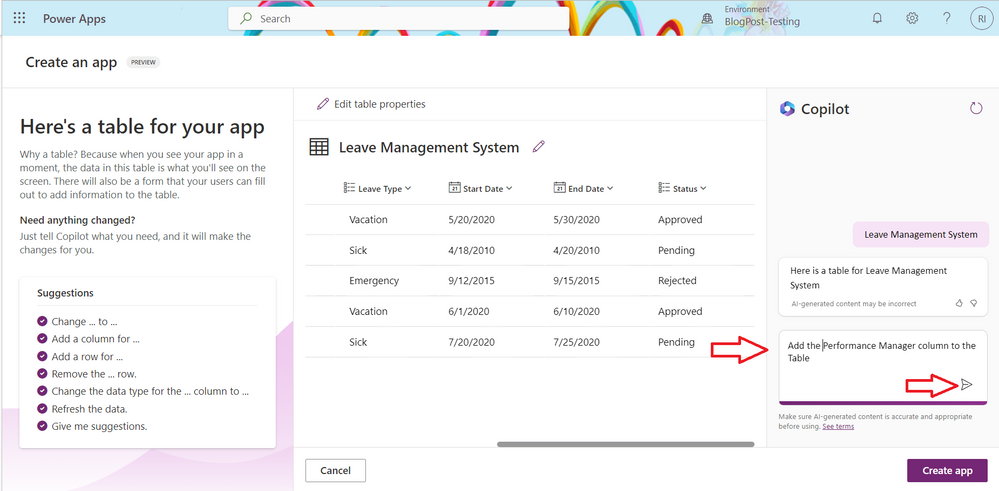 Power Apps
Search
Environment
BlogPost-Testing
?
RI
Create an app
PREVIEW
Here's a table for your app
Why a table? Because when you see your app in a
moment, the data in this table is what you'll see on the
screen. There will also be a form that your users can fill
out to add information to the table.
Need anything changed?
Just tell Copilot what you need, and it will make the
changes for you.
Suggestions
Change ... to ...
Add a column for ...
Add a row for ...
Remove the ... row.
Change the data type for the ... column to ...
Refresh the data.
Give me suggestions.
Edit table properties
Leave Management System
Leave Type 21 Start Date 21 End Date Status
Vacation 5/20/2020 5/30/2020 Approved
Sick 4/18/2010 4/20/2010 Pending
Emergency 9/12/2015 9/15/2015 Rejected
Vacation 6/1/2020 6/10/2020 Approved
Sick 7/20/2020 7/25/2020 Pending
Cancel
Copilot
Leave Management System
Here is a table for Leave Management
System
AI-generated content may be incorrect
Add the Performance Manager column to the
Table
Make sure AI-generated content is accurate and appropriate
before using. See terms
Create app